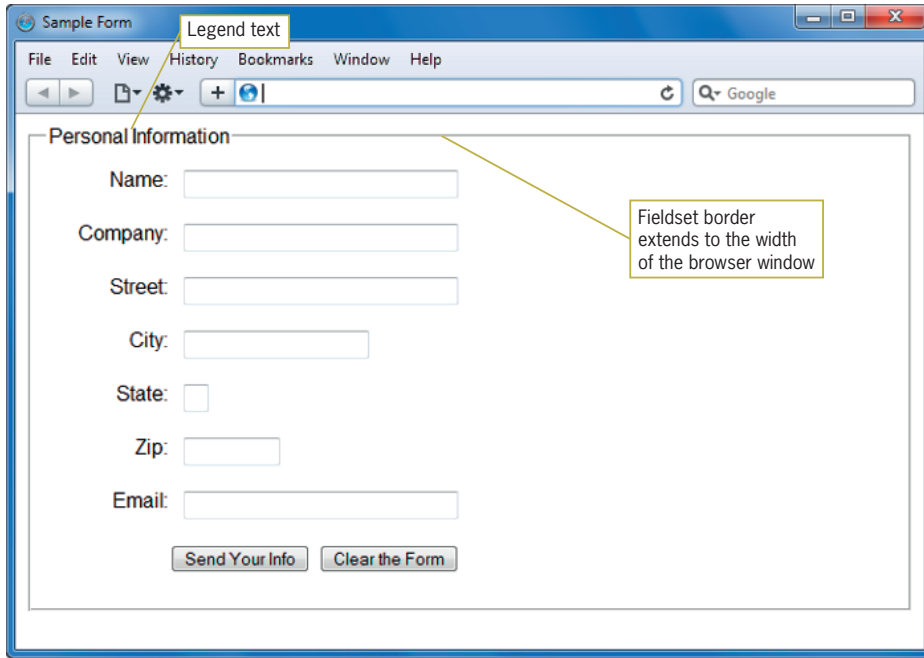 Sample Form
Legend text
File Edit View History Bookmarks Window Help
Google
Personal Information
Name:
Company:
Fieldset border
extends to the width
of the browser window
Street:
City:
State:
Zip:
Email:
Send Your Info Clear the Form